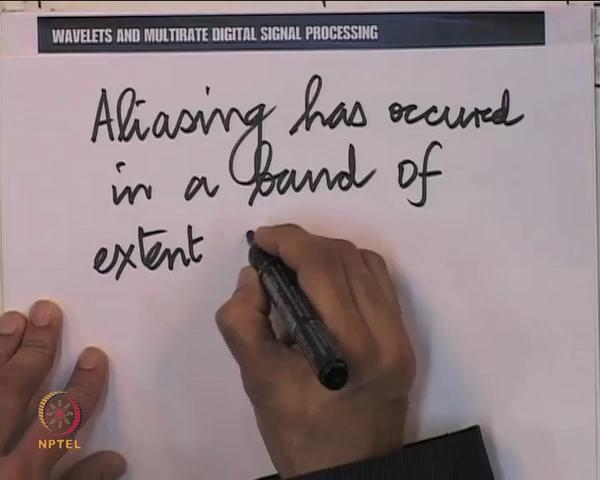 WAVELETS AND MULTIRATE DIGITAL SIGNAL PROCESSING
Aliasing has occured
in a band of
extent
NPTEL